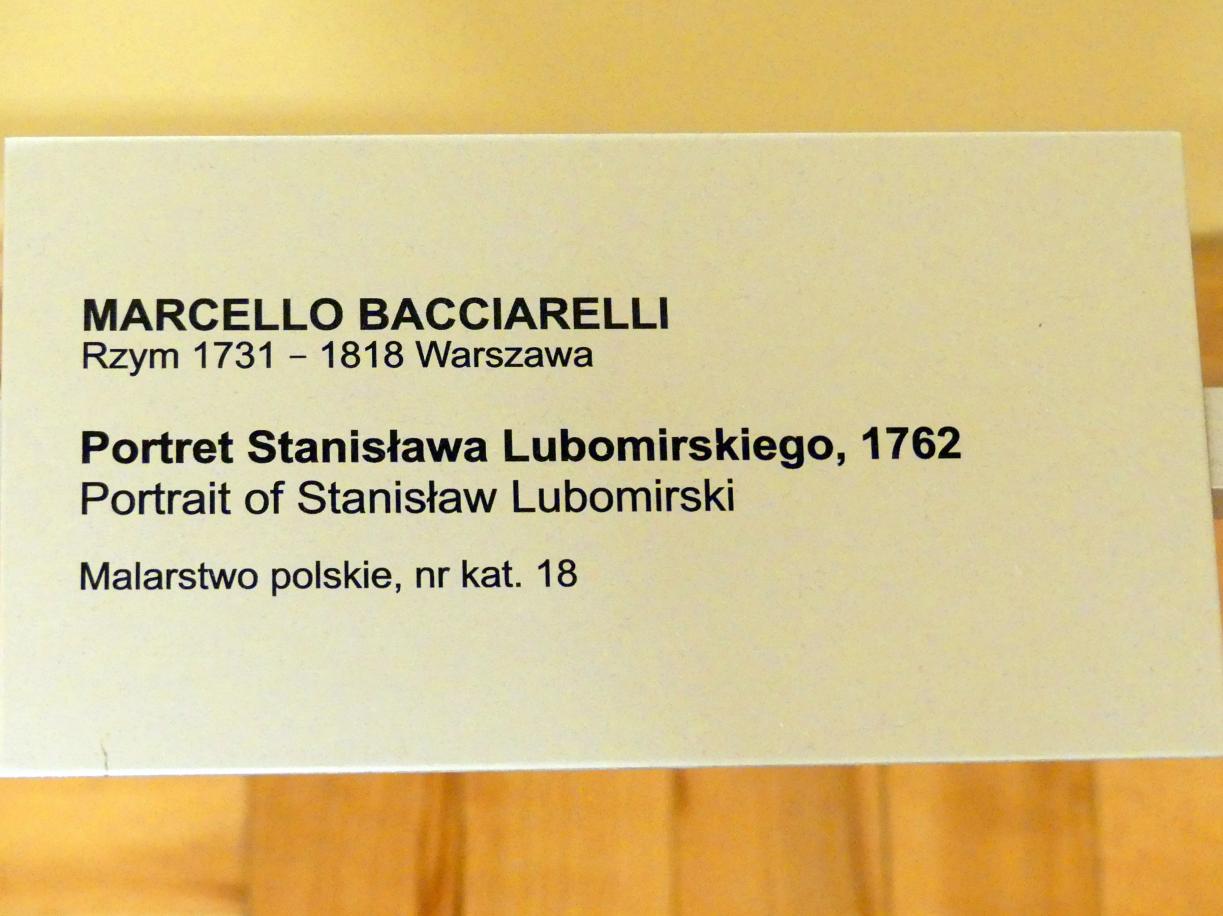 MARCELLO BACCIARELLI
Rzym 1731 – 1818 Warszawa
Portret Stanisława Lubomirskiego, 1762
Portrait of Stanisław Lubomirski
Malarstwo polskie, nr kat. 18